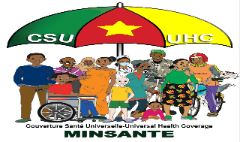 CSU UHC
Couverture Santé Universelle-Universal Health Coverage
MINSANTE